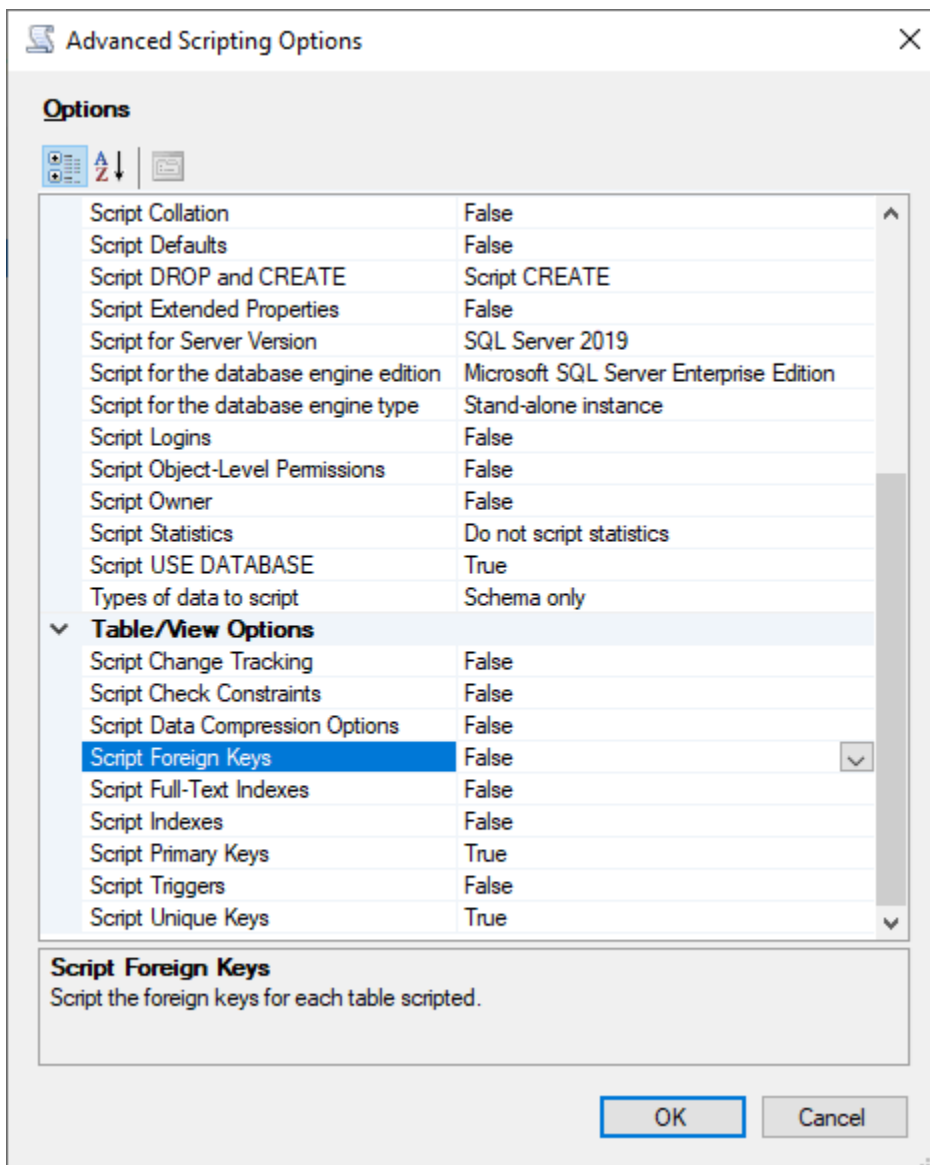 Advanced Scripting Options
Options
Script Collation False
Script Defaults False
Script DROP and CREATE Script CREATE
Script Extended Properties False
Script for Server Version SQL Server 2019
Script for the database engine edition Microsoft SQL Server Enterprise Edition
Script for the database engine type Stand-alone instance
Script Logins False
Script Object-Level Permissions False
Script Owner False
Script Statistics Do not script statistics
Script USE DATABASE True
Types of data to script Schema only
Table/View Options
Script Change Tracking False
Script Check Constraints False
Script Data Compression Options False
Script Foreign Keys False
Script Full-Text Indexes False
Script Indexes False
Script Primary Keys True
Script Triggers False
Script Unique Keys True
Script Foreign Keys
Script the foreign keys for each table scripted.
OK Cancel